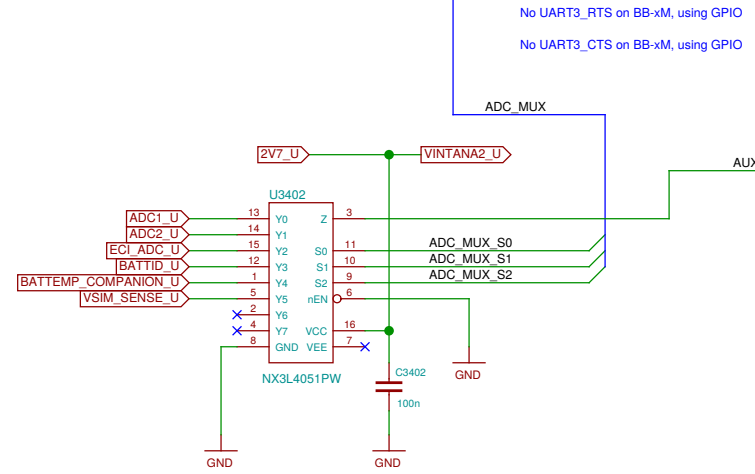 No UART3_RTS on BB-xM, using GPIO
No UART3_CTS on BB-xM, using GPIO
ADC_MUX
2V7_U
VINTANA2_U
AUX
U3402
ADC1_U 13 Y0 Z 3
ADC2_U 14 Y1
ECI_ADC_U 15 Y2 S0 11 ADC_MUX_S0
BATTID_U 12 Y3 S1 10 ADC_MUX_S1
BATTEMP_COMPANION_U 1 Y4 S2 9 ADC_MUX_S2
VSIM_SENSE_U 5 Y5 nEN 6
2 Y6
4 Y7 VCC 16
8 GND VEE 7
NX3L4051PW
C3402
100n
GND
GND
GND